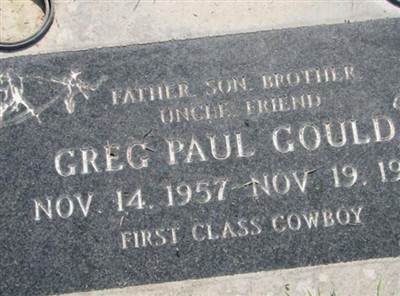 FATHER, SON, BROTHER
UNCLE, FRIEND
GREG PAUL GOULD
NOV. 14, 1957 - NOV. 19, 19
FIRST CLASS COWBOY